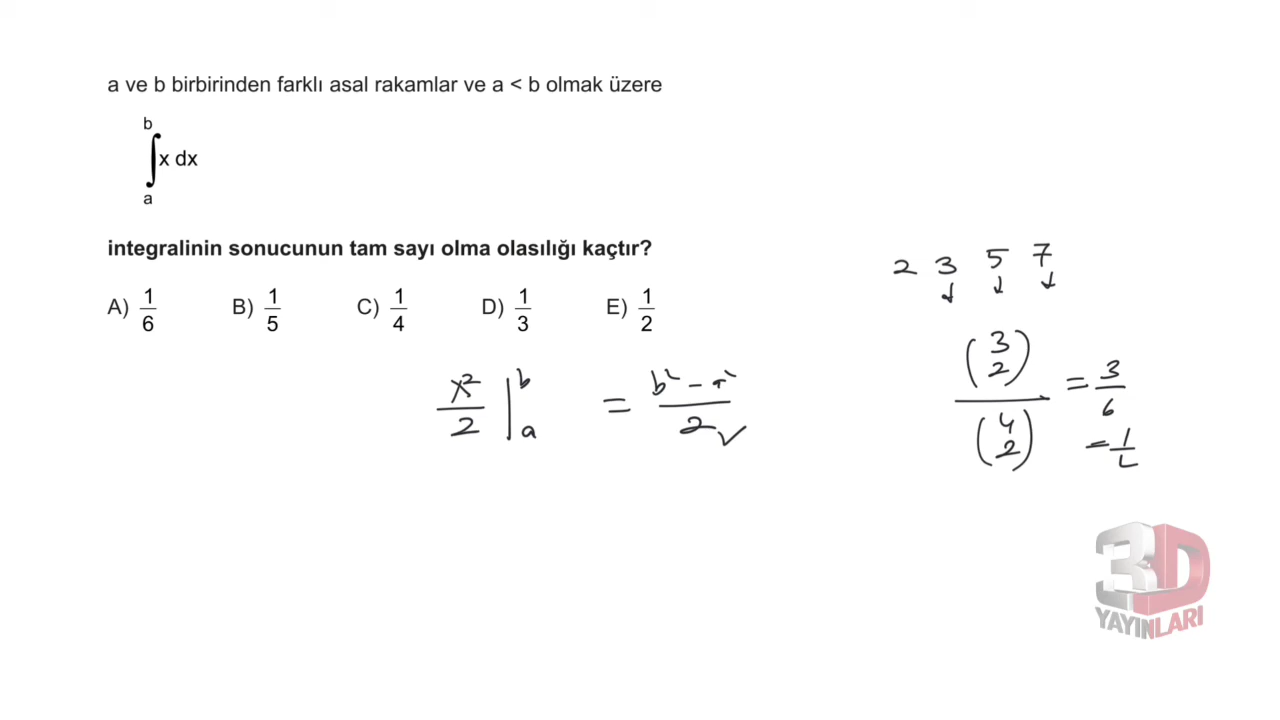 a ve b birbirinden farklı asal rakamlar ve a < b olmak üzere
b
∫ x dx
a
integralinin sonucunun tam sayı olma olasılığı kaçtır?
A) 1/6 B) 1/5 C) 1/4 D) 1/3 E) 1/2
2 3 5 7
x²/2 |
b
a
= b² - a² / 2 ✓
(3 2) / (4 2) = 3/6
= 1/2
3D
YAYINLARI